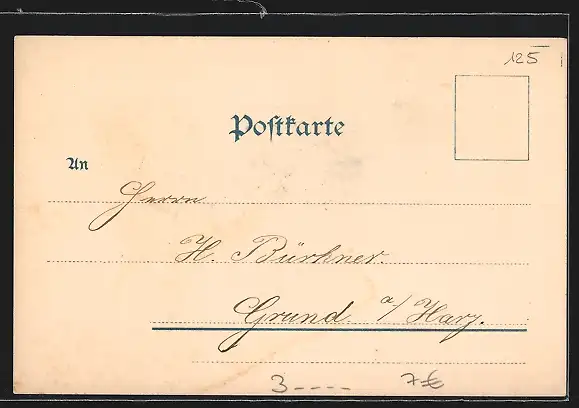 125
Postkarte
An
Herrn
H. Bürkner.
Grund a/ Harz.
3---- 7-€